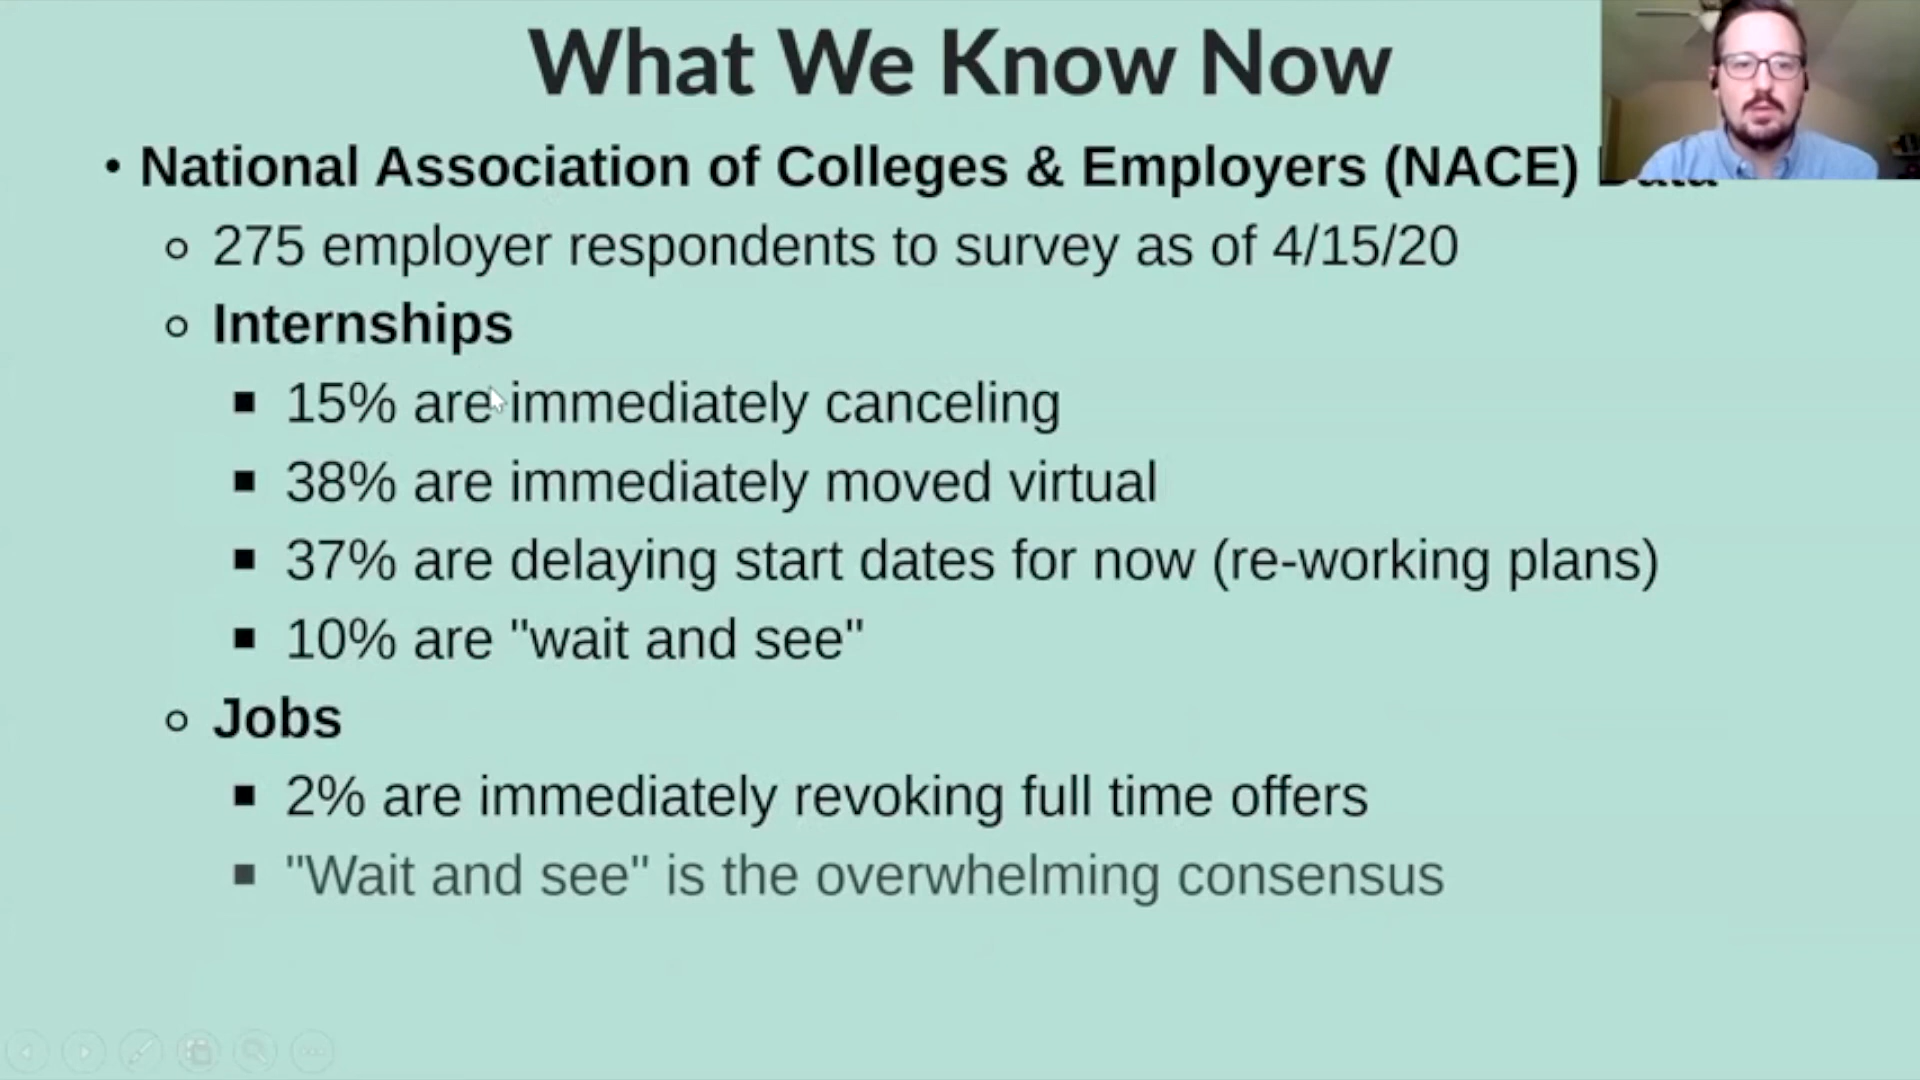 What We Know Now
• National Association of Colleges & Employers (NACE)
○ 275 employer respondents to survey as of 4/15/20
○ Internships
■ 15% are immediately canceling
■ 38% are immediately moved virtual
■ 37% are delaying start dates for now (re-working plans)
■ 10% are "wait and see"
○ Jobs
■ 2% are immediately revoking full time offers
■ "Wait and see" is the overwhelming consensus